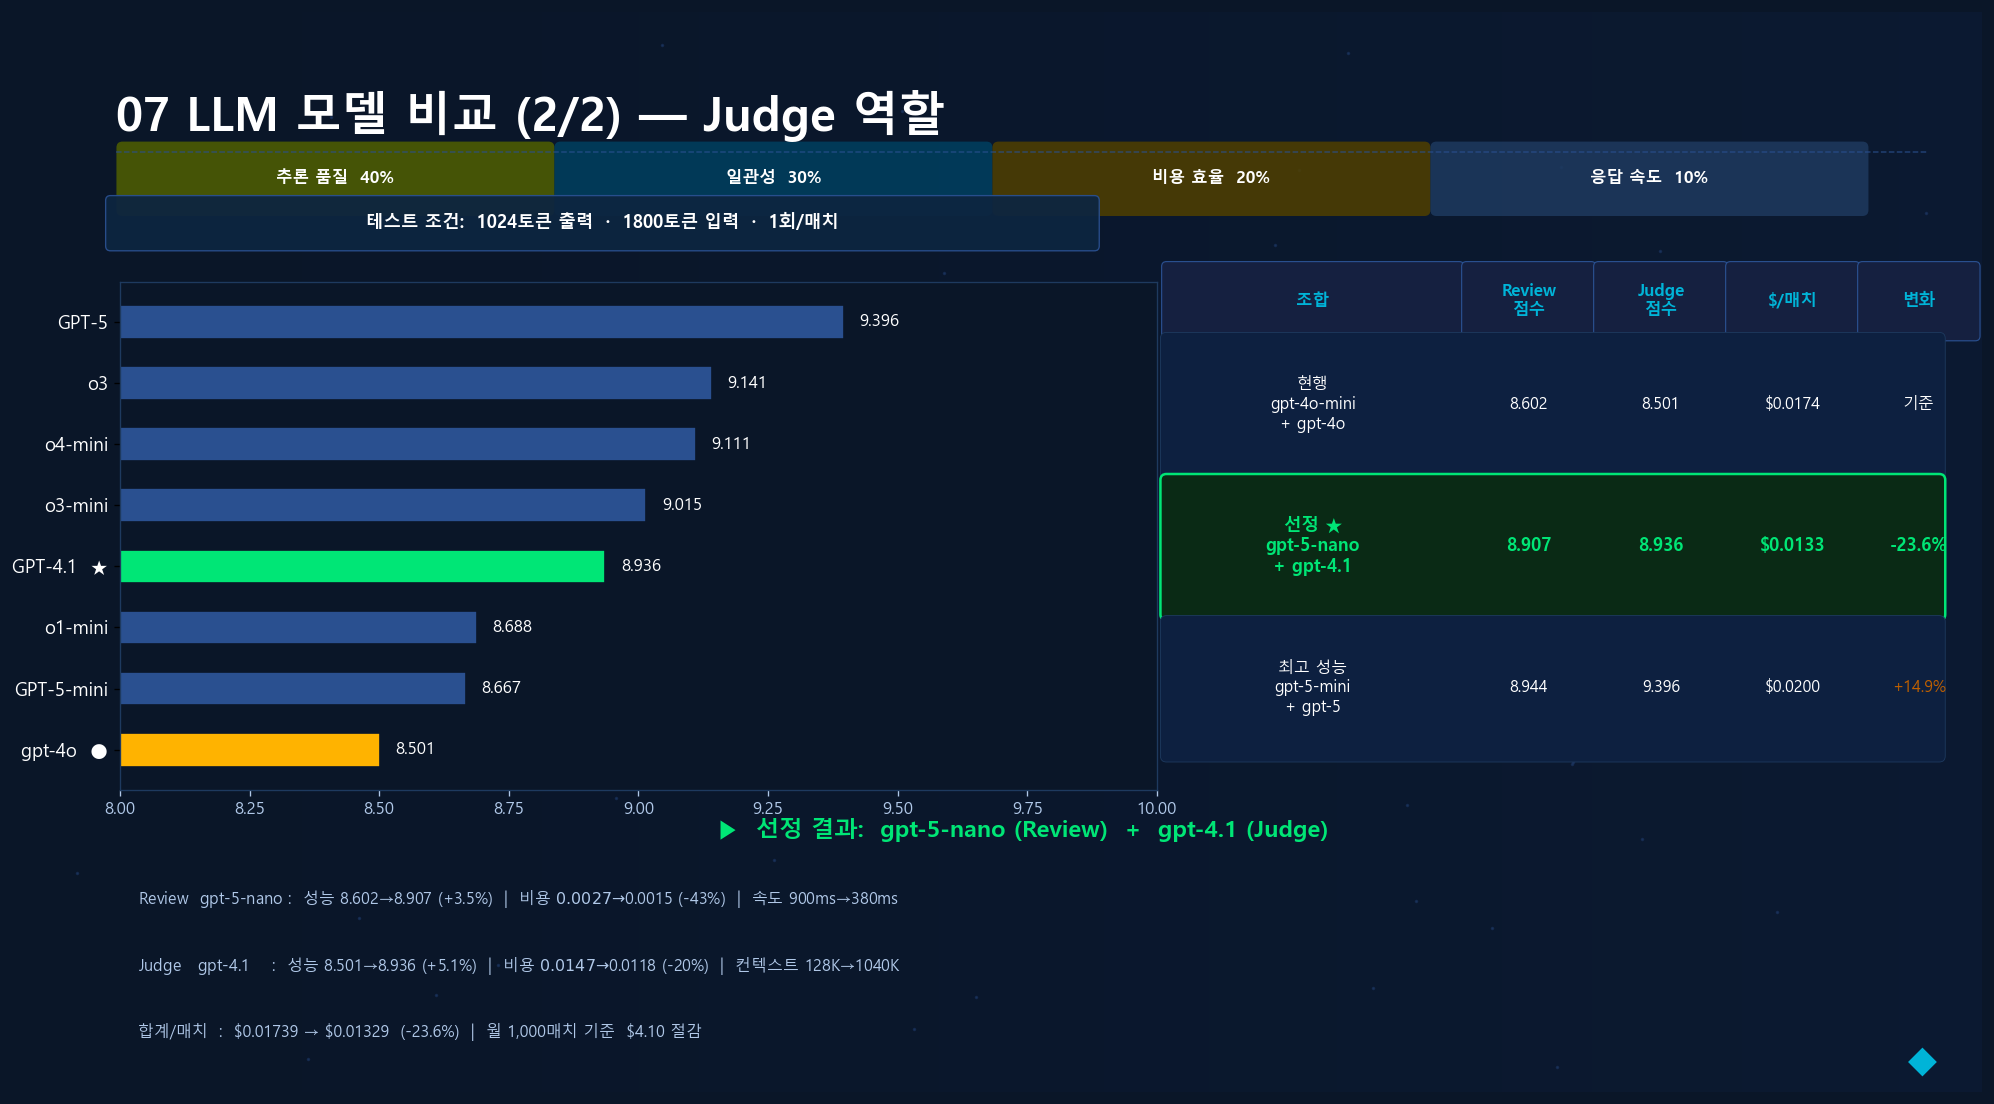 07 LLM 모델 비교 (2/2) — Judge 역할
추론 품질 40%
일관성 30%
비용 효율 20%
응답 속도 10%
테스트 조건: 1024토큰 출력 · 1800토큰 입력 · 1회/매치
GPT-5 9.396
o3 9.141
o4-mini 9.111
o3-mini 9.015
GPT-4.1 ★ 8.936
o1-mini 8.688
GPT-5-mini 8.667
gpt-4o ● 8.501
8.00 8.25 8.50 8.75 9.00 9.25 9.50 9.75 10.00
조합
Review
점수
Judge
점수
$/매치
변화
현행
gpt-4o-mini
+ gpt-4o
8.602
8.501
$0.0174
기준
선정 ★
gpt-5-nano
+ gpt-4.1
8.907
8.936
$0.0133
-23.6%
최고 성능
gpt-5-mini
+ gpt-5
8.944
9.396
$0.0200
+14.9%
▶ 선정 결과: gpt-5-nano (Review) + gpt-4.1 (Judge)
Review gpt-5-nano : 성능 8.602→8.907 (+3.5%) | 비용 0.0027→0.0015 (-43%) | 속도 900ms→380ms
Judge gpt-4.1 : 성능 8.501→8.936 (+5.1%) | 비용 0.0147→0.0118 (-20%) | 컨텍스트 128K→1040K
합계/매치 : $0.01739 → $0.01329 (-23.6%) | 월 1,000매치 기준 $4.10 절감